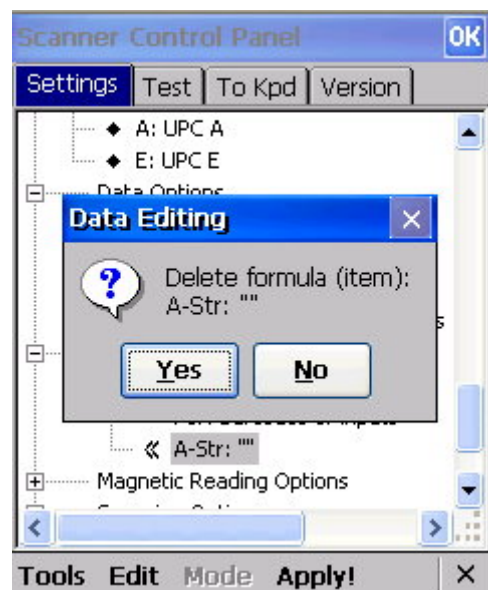 Scanner Control Panel OK
Settings Test To Kpd Version
A: UPC A
E: UPC E
Data Options
Data Editing
Delete formula (item):
A-Str: ""
Yes No
A-Str: ""
Magnetic Reading Options
Tools Edit Mode Apply!